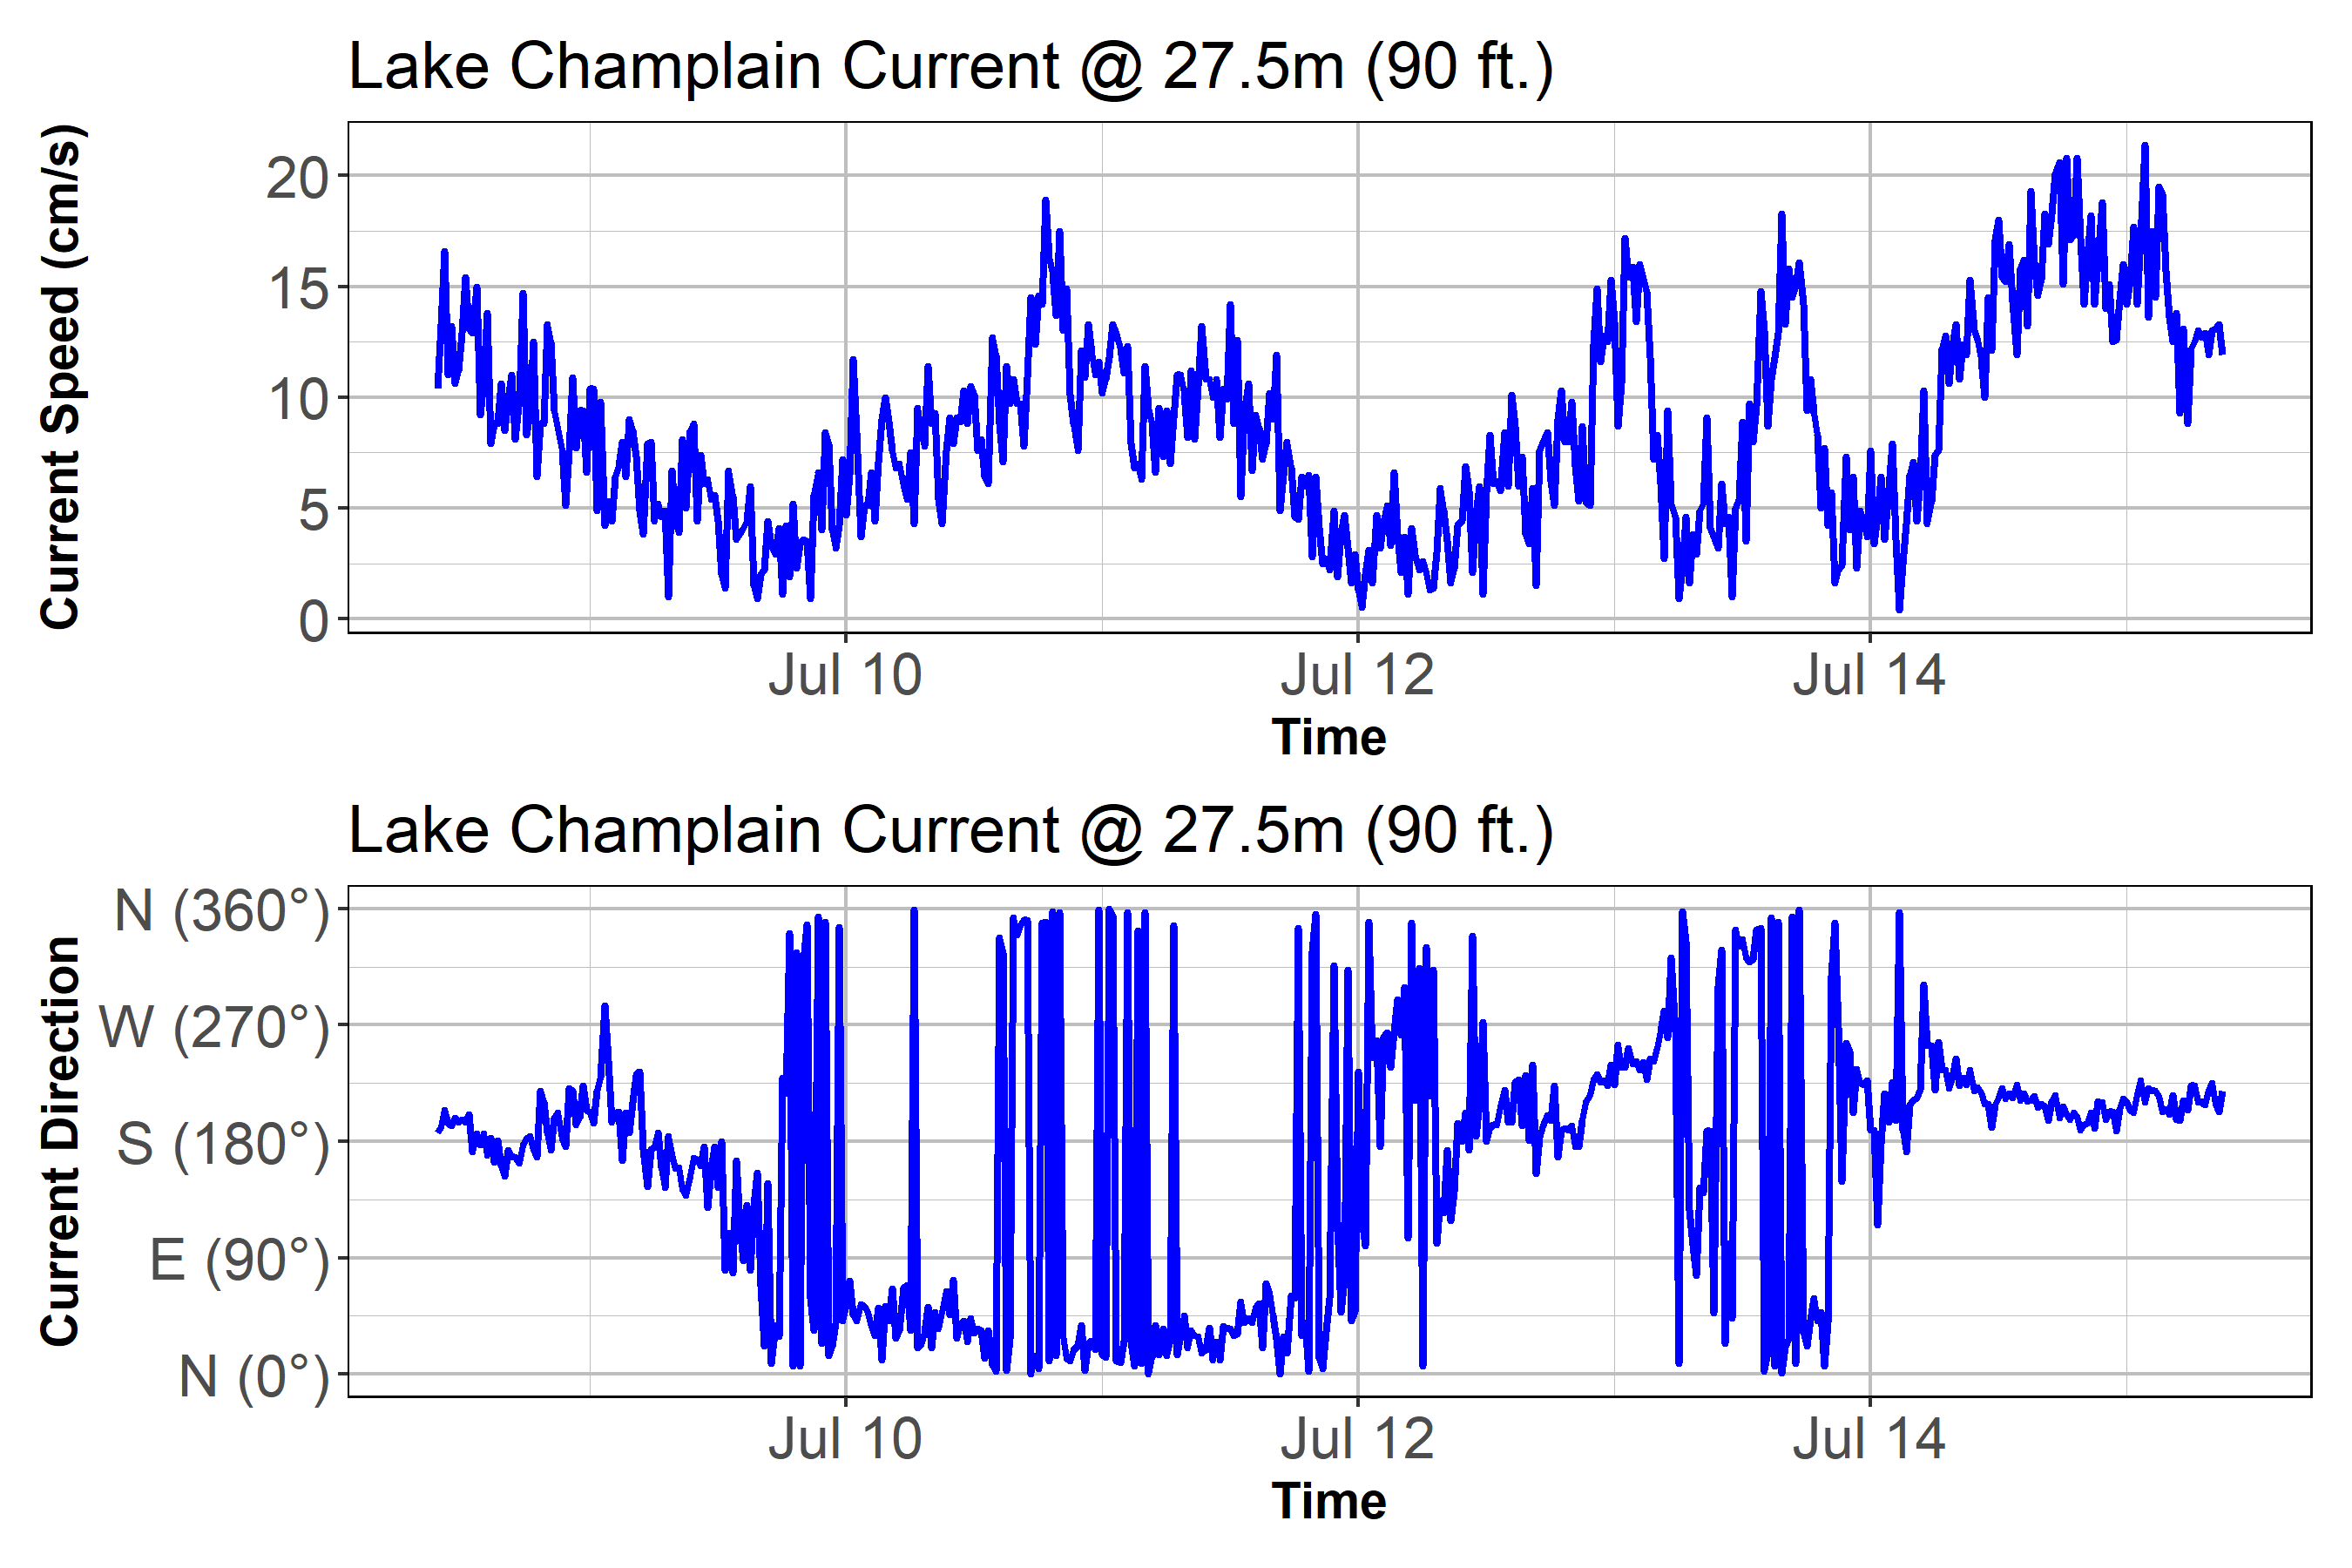 Lake Champlain Current @ 27.5m (90 ft.)
Current Speed (cm/s)
20
15
10
5
0
Jul 10 Jul 12 Jul 14
Time
Lake Champlain Current @ 27.5m (90 ft.)
Current Direction
N (360°)
W (270°)
S (180°)
E (90°)
N (0°)
Jul 10 Jul 12 Jul 14
Time